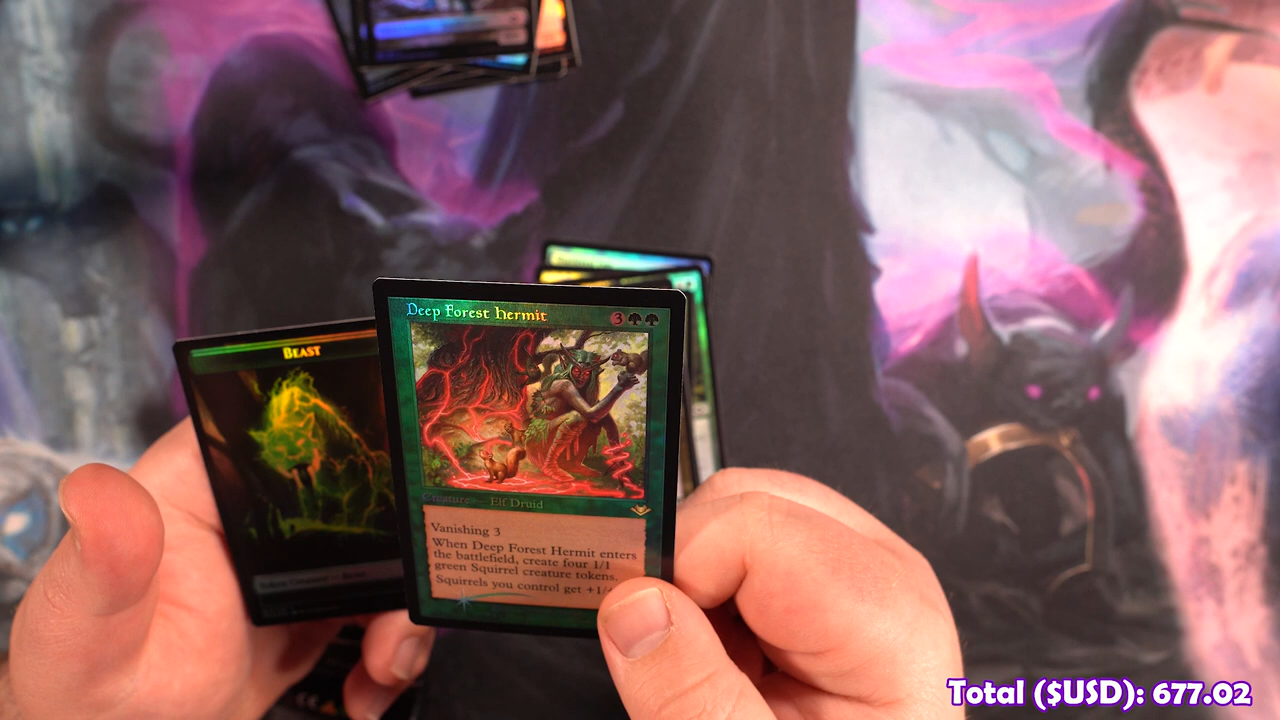 Deep Forest Hermit
3
BEAST
Creature — Elf Druid
Vanishing 3
When Deep Forest Hermit enters
the battlefield, create four 1/1
green Squirrel creature tokens.
Squirrels you control get +1/
Total ($USD): 677.02